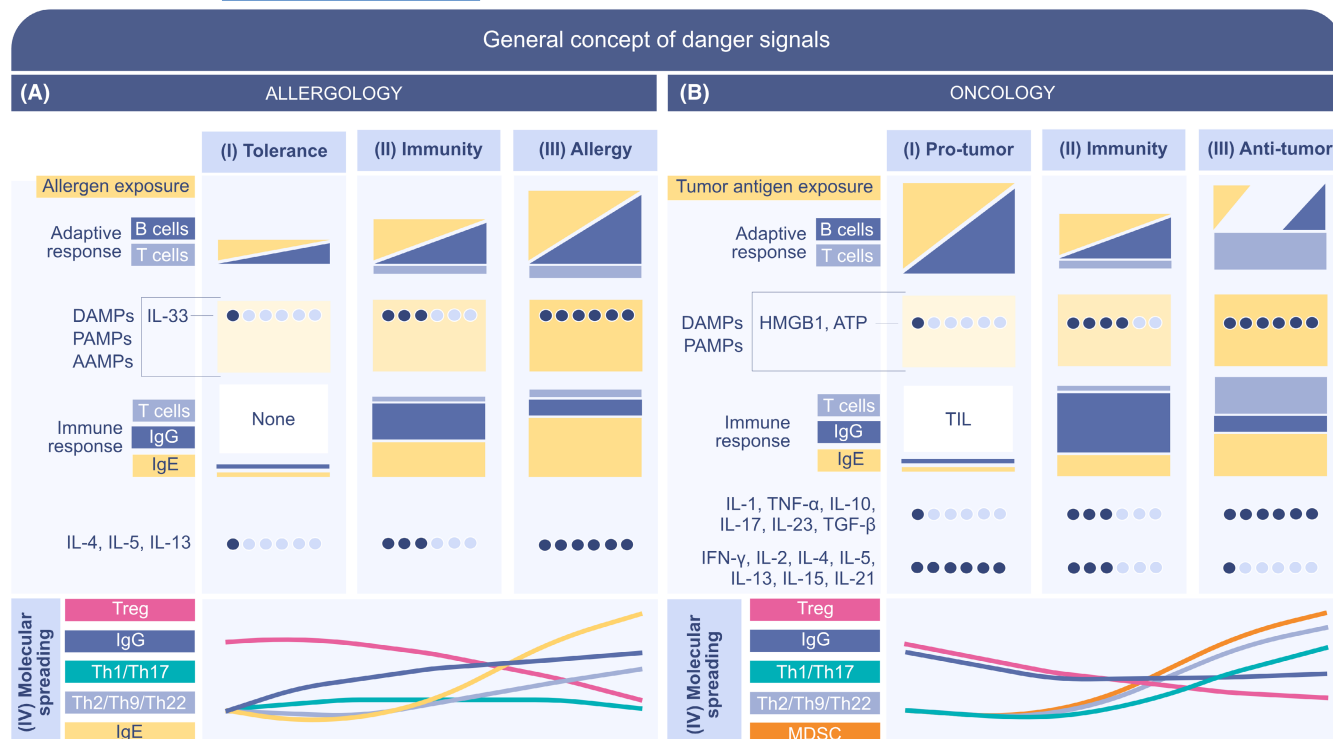 General concept of danger signals
(A) ALLERGOLOGY
(I) Tolerance
(II) Immunity
(III) Allergy
Allergen exposure
Adaptive
response
B cells
T cells
DAMPs
PAMPs
AAMPs
IL-33
Immune
response
T cells
IgG
IgE
None
IL-4, IL-5, IL-13
(IV) Molecular
spreading
Treg
IgG
Th1/Th17
Th2/Th9/Th22
IgE
(B) ONCOLOGY
(I) Pro-tumor
(II) Immunity
(III) Anti-tumor
Tumor antigen exposure
Adaptive
response
B cells
T cells
DAMPs
PAMPs
HMGB1, ATP
Immune
response
T cells
IgG
IgE
TIL
IL-1, TNF-α, IL-10,
IL-17, IL-23, TGF-β
IFN-γ, IL-2, IL-4, IL-5,
IL-13, IL-15, IL-21
(IV) Molecular
spreading
Treg
IgG
Th1/Th17
Th2/Th9/Th22
MDSC